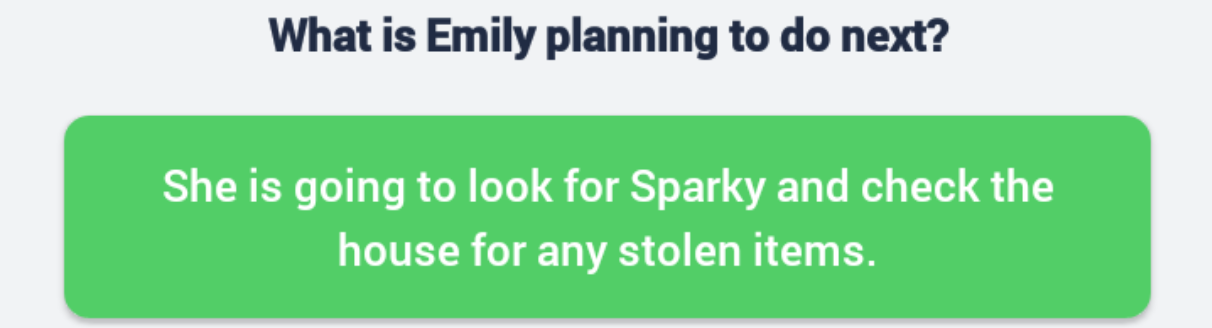 What is Emily planning to do next?
She is going to look for Sparky and check the
house for any stolen items.